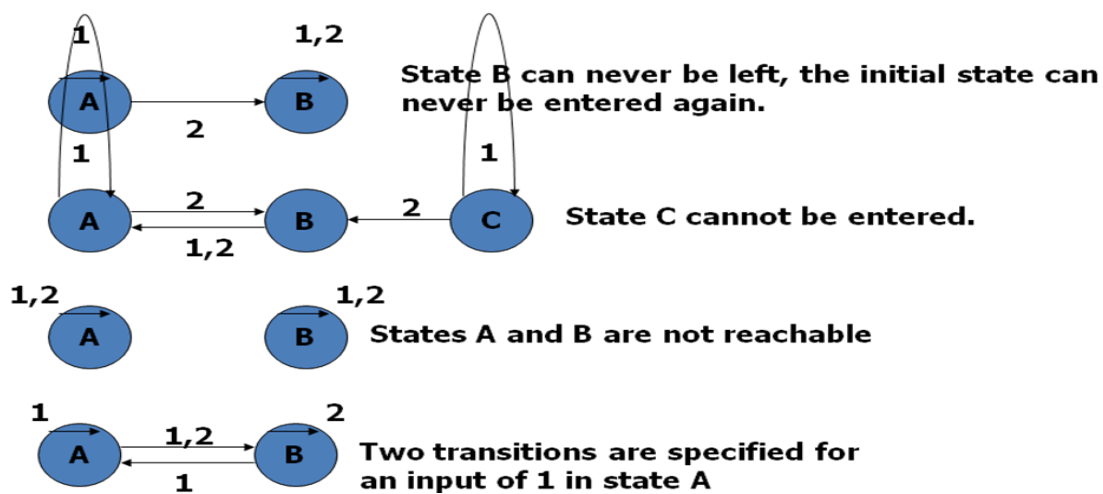 1
1,2
A
B
State B can never be left, the initial state can
never be entered again.
2
1
1
A
2
B
2
C
State C cannot be entered.
1,2
1,2
1,2
A
B
States A and B are not reachable
1
2
A
1,2
B
1
Two transitions are specified for
an input of 1 in state A